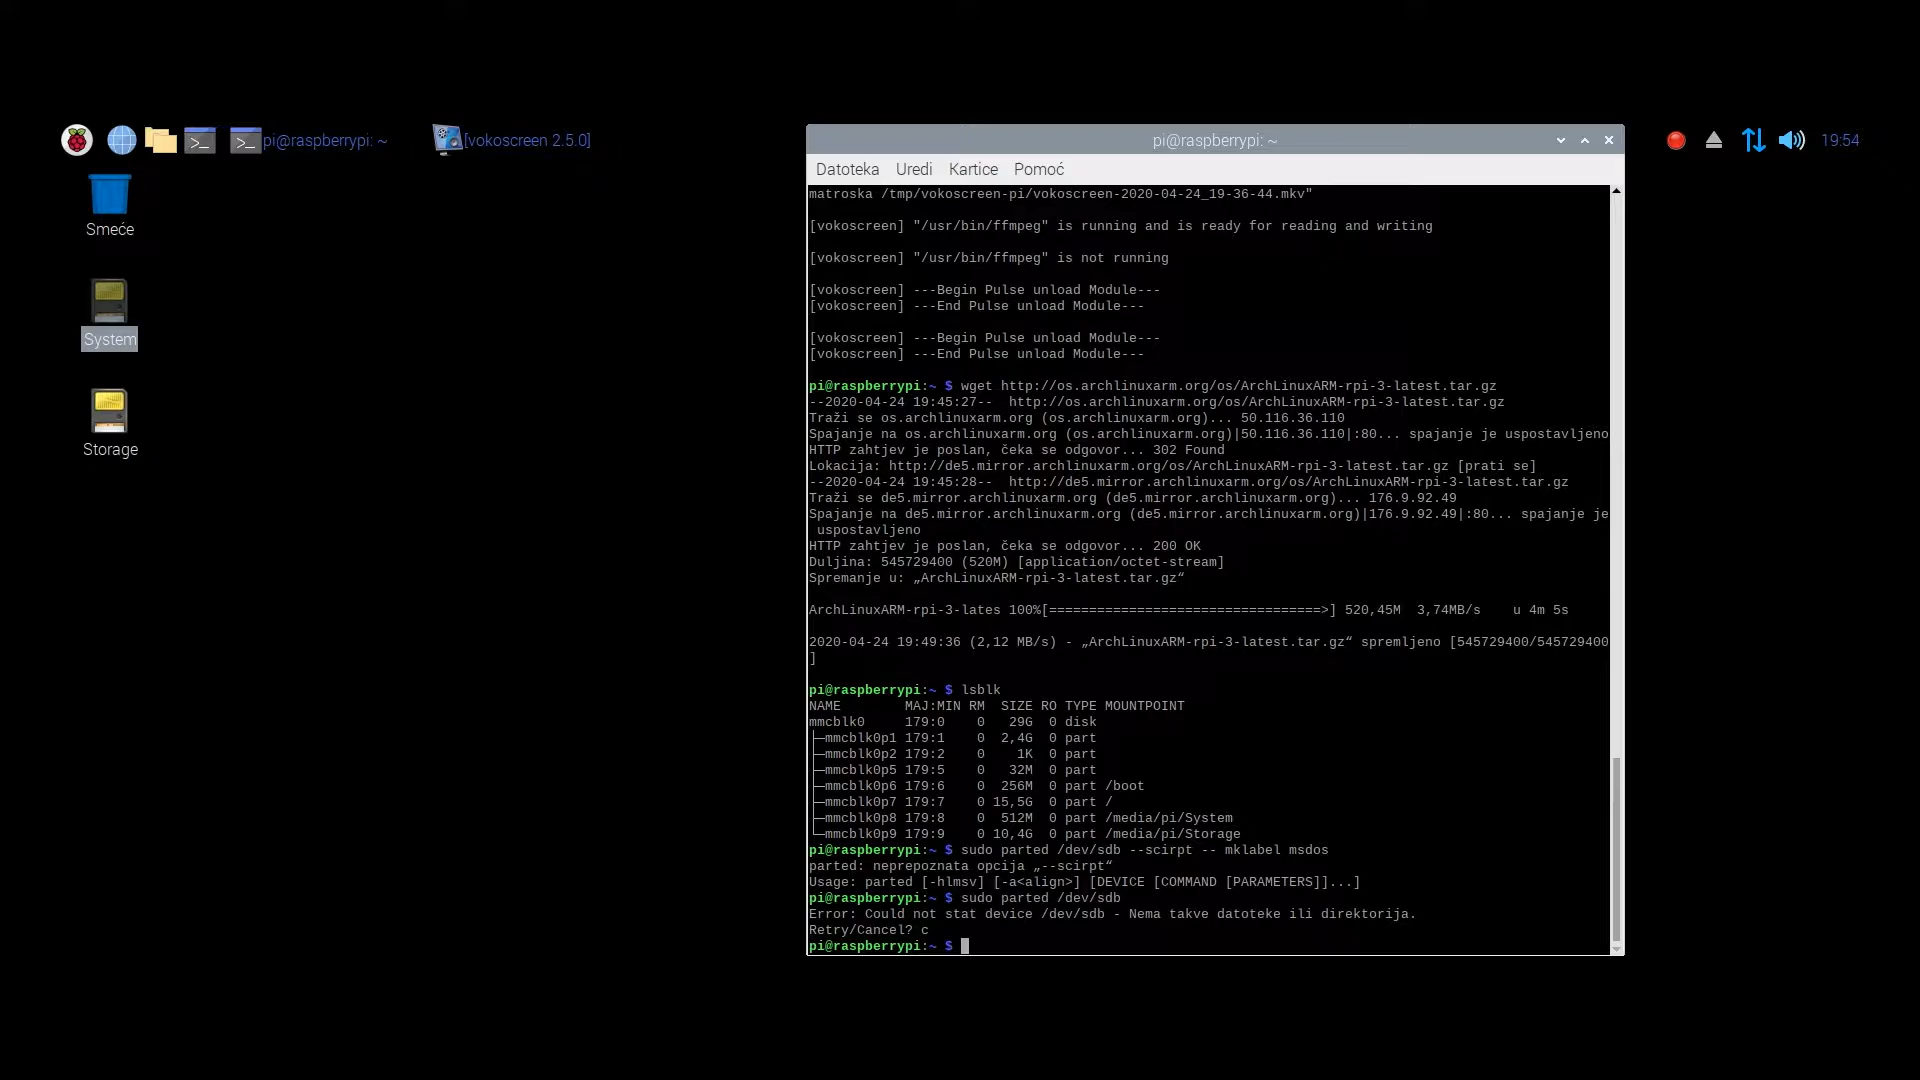 pi@raspberrypi: ~
[vokoscreen 2.5.0]
19:54
Smeće
System
Storage
pi@raspberrypi: ~
Datoteka Uredi Kartice Pomoć
matroska /tmp/vokoscreen-pi/vokoscreen-2020-04-24_19-36-44.mkv"
[vokoscreen] "/usr/bin/ffmpeg" is running and is ready for reading and writing
[vokoscreen] "/usr/bin/ffmpeg" is not running
[vokoscreen] ---Begin Pulse unload Module---
[vokoscreen] ---End Pulse unload Module---
[vokoscreen] ---Begin Pulse unload Module---
[vokoscreen] ---End Pulse unload Module---
pi@raspberrypi:~ $ wget http://os.archlinuxarm.org/os/ArchLinuxARM-rpi-3-latest.tar.gz
--2020-04-24 19:45:27--  http://os.archlinuxarm.org/os/ArchLinuxARM-rpi-3-latest.tar.gz
Traži se os.archlinuxarm.org (os.archlinuxarm.org)... 50.116.36.110
Spajanje na os.archlinuxarm.org (os.archlinuxarm.org)|50.116.36.110|:80... spajanje je uspostavljeno
HTTP zahtjev je poslan, čeka se odgovor... 302 Found
Lokacija: http://de5.mirror.archlinuxarm.org/os/ArchLinuxARM-rpi-3-latest.tar.gz [prati se]
--2020-04-24 19:45:28--  http://de5.mirror.archlinuxarm.org/os/ArchLinuxARM-rpi-3-latest.tar.gz
Traži se de5.mirror.archlinuxarm.org (de5.mirror.archlinuxarm.org)... 176.9.92.49
Spajanje na de5.mirror.archlinuxarm.org (de5.mirror.archlinuxarm.org)|176.9.92.49|:80... spajanje je
 uspostavljeno
HTTP zahtjev je poslan, čeka se odgovor... 200 OK
Duljina: 545729400 (520M) [application/octet-stream]
Spremanje u: „ArchLinuxARM-rpi-3-latest.tar.gz“
ArchLinuxARM-rpi-3-lates 100%[==================================>] 520,45M  3,74MB/s    u 4m 5s
2020-04-24 19:49:36 (2,12 MB/s) - „ArchLinuxARM-rpi-3-latest.tar.gz“ spremljeno [545729400/545729400
]
pi@raspberrypi:~ $ lsblk
NAME        MAJ:MIN RM  SIZE RO TYPE MOUNTPOINT
mmcblk0     179:0    0   29G  0 disk
├─mmcblk0p1 179:1    0  2,4G  0 part
├─mmcblk0p2 179:2    0    1K  0 part
├─mmcblk0p5 179:5    0   32M  0 part
├─mmcblk0p6 179:6    0  256M  0 part /boot
├─mmcblk0p7 179:7    0 15,5G  0 part /
├─mmcblk0p8 179:8    0  512M  0 part /media/pi/System
└─mmcblk0p9 179:9    0 10,4G  0 part /media/pi/Storage
pi@raspberrypi:~ $ sudo parted /dev/sdb --scirpt -- mklabel msdos
parted: neprepoznata opcija „--scirpt“
Usage: parted [-hlmsv] [-a<align>] [DEVICE [COMMAND [PARAMETERS]]...]
pi@raspberrypi:~ $ sudo parted /dev/sdb
Error: Could not stat device /dev/sdb - Nema takve datoteke ili direktorija.
Retry/Cancel? c
pi@raspberrypi:~ $